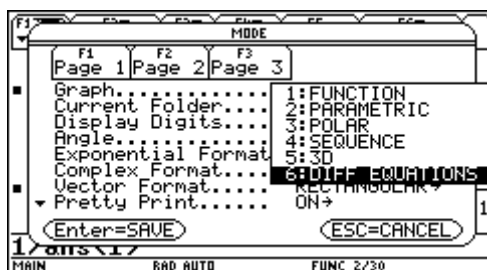 MODE
F1 F2 F3
Page 1 Page 2 Page 3
Graph..............
Current Folder.....
Display Digits.....
Angle..............
Exponential Format
Complex Format.....
Vector Format...... RECTANGULAR→
Pretty Print....... ON→
1:FUNCTION
2:PARAMETRIC
3:POLAR
4:SEQUENCE
5:3D
6:DIFF EQUATIONS
Enter=SAVE ESC=CANCEL
MAIN RAD AUTO FUNC 2/30